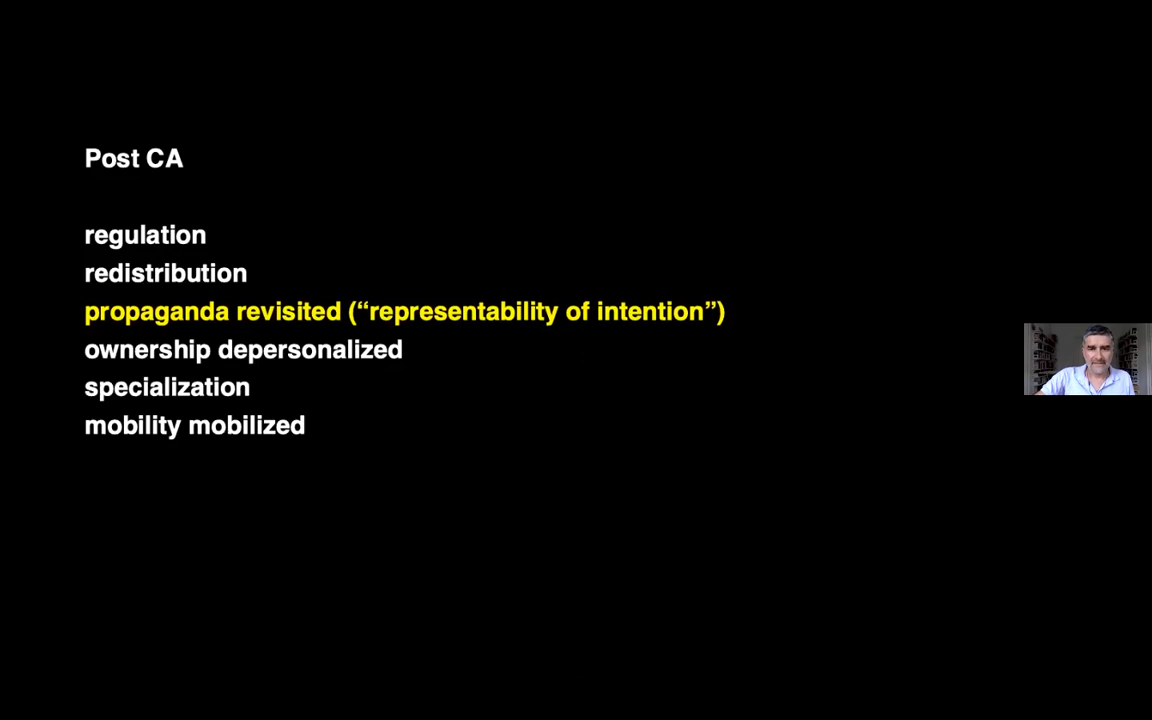 Post CA
regulation
redistribution
propaganda revisited (“representability of intention”)
ownership depersonalized
specialization
mobility mobilized